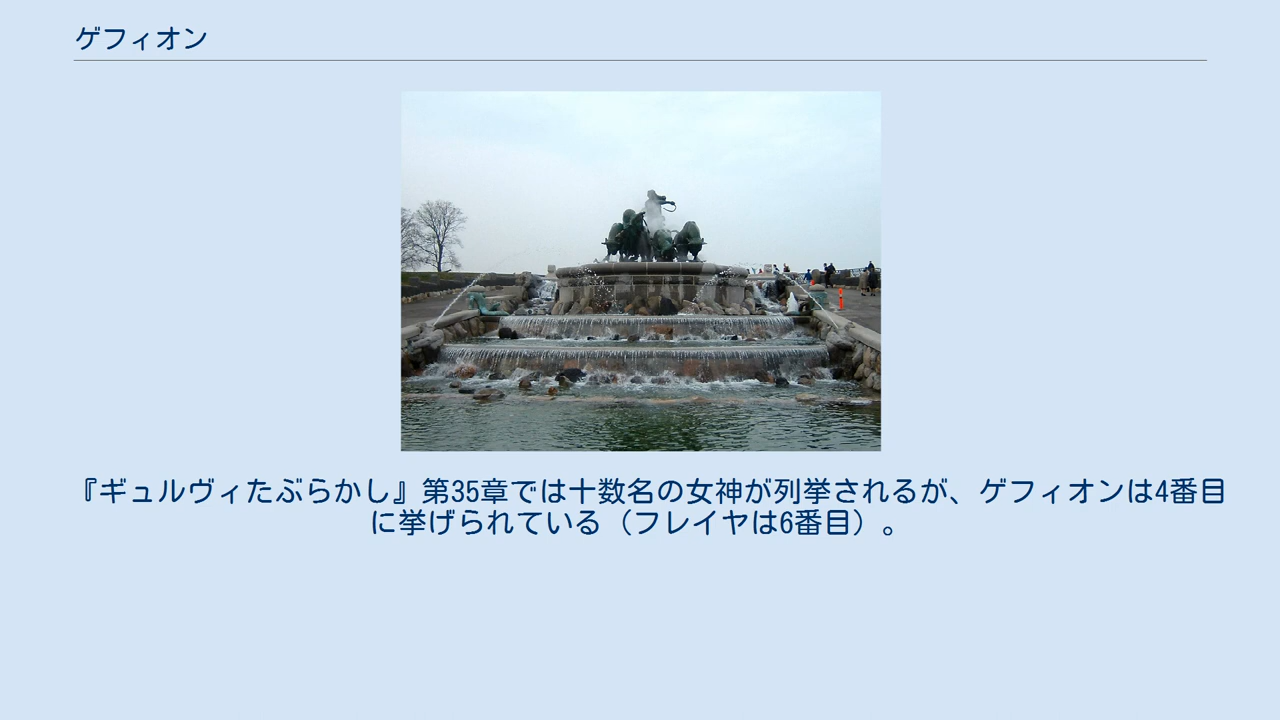 ゲフィオン
『ギュルヴィたぶらかし』第35章では十数名の女神が列挙されるが、ゲフィオンは4番目
に挙げられている（フレイヤは6番目）。